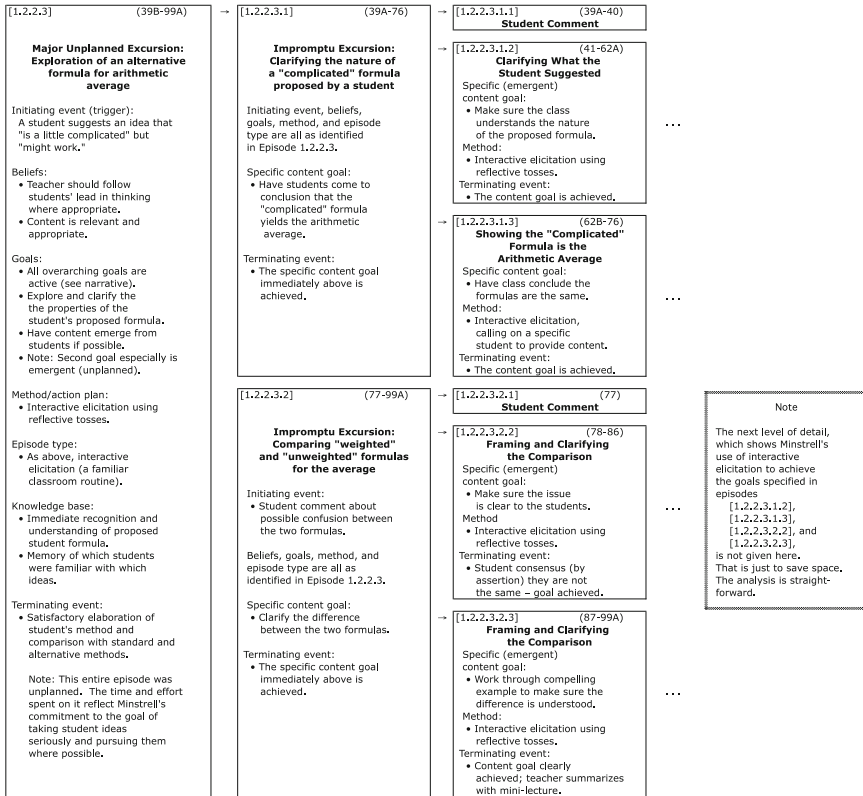 [1.2.2.3] (39B-99A)
Major Unplanned Excursion:
Exploration of an alternative
formula for arithmetic
average
Initiating event (trigger):
A student suggests an idea that
"is a little complicated" but
"might work."
Beliefs:
• Teacher should follow
students' lead in thinking
where appropriate.
• Content is relevant and
appropriate.
Goals:
• All overarching goals are
active (see narrative).
• Explore and clarify the
the properties of the
student's proposed formula.
• Have content emerge from
students if possible.
• Note: Second goal especially is
emergent (unplanned).
Method/action plan:
• Interactive elicitation using
reflective tosses.
Episode type:
• As above, interactive
elicitation (a familiar
classroom routine).
Knowledge base:
• Immediate recognition and
understanding of proposed
student formula.
• Memory of which students
were familiar with which
ideas.
Terminating event:
• Satisfactory elaboration of
student's method and
comparison with standard and
alternative methods.
Note: This entire episode was
unplanned. The time and effort
spent on it reflect Minstrell's
commitment to the goal of
taking student ideas
seriously and pursuing them
where possible.
→
[1.2.2.3.1] (39A-76)
Impromptu Excursion:
Clarifying the nature of
a "complicated" formula
proposed by a student
Initiating event, beliefs,
goals, method, and episode
type are all as identified
in Episode 1.2.2.3.
Specific content goal:
• Have students come to
conclusion that the
"complicated" formula
yields the arithmetic
average.
Terminating event:
• The specific content goal
immediately above is
achieved.
[1.2.2.3.2] (77-99A)
Impromptu Excursion:
Comparing "weighted"
and "unweighted" formulas
for the average
Initiating event:
• Student comment about
possible confusion between
the two formulas.
Beliefs, goals, method, and
episode type are all as
identified in Episode 1.2.2.3.
Specific content goal:
• Clarify the difference
between the two formulas.
Terminating event:
• The specific content goal
immediately above is
achieved.
→
[1.2.2.3.1.1] (39A-40)
Student Comment
→
[1.2.2.3.1.2] (41-62A)
Clarifying What the
Student Suggested
Specific (emergent)
content goal:
• Make sure the class
understands the nature
of the proposed formula.
Method:
• Interactive elicitation using
reflective tosses.
Terminating event:
• The content goal is achieved.
...
→
[1.2.2.3.1.3] (62B-76)
Showing the "Complicated"
Formula is the
Arithmetic Average
Specific content goal:
• Have class conclude the
formulas are the same.
Method:
• Interactive elicitation,
calling on a specific
student to provide content.
Terminating event:
• The content goal is achieved.
...
→
[1.2.2.3.2.1] (77)
Student Comment
→
[1.2.2.3.2.2] (78-86)
Framing and Clarifying
the Comparison
Specific (emergent)
content goal:
• Make sure the issue
is clear to the students.
Method
• Interactive elicitation using
reflective tosses.
Terminating event:
• Student consensus (by
assertion) they are not
the same – goal achieved.
...
→
[1.2.2.3.2.3] (87-99A)
Framing and Clarifying
the Comparison
Specific (emergent)
content goal:
• Work through compelling
example to make sure the
difference is understood.
Method:
• Interactive elicitation using
reflective tosses.
Terminating event:
• Content goal clearly
achieved; teacher summarizes
with mini-lecture.
...
Note
The next level of detail,
which shows Minstrell's
use of interactive
elicitation to achieve
the goals specified in
episodes
[1.2.2.3.1.2],
[1.2.2.3.1.3],
[1.2.2.3.2.2], and
[1.2.2.3.2.3],
is not given here.
That is just to save space.
The analysis is straight-
forward.